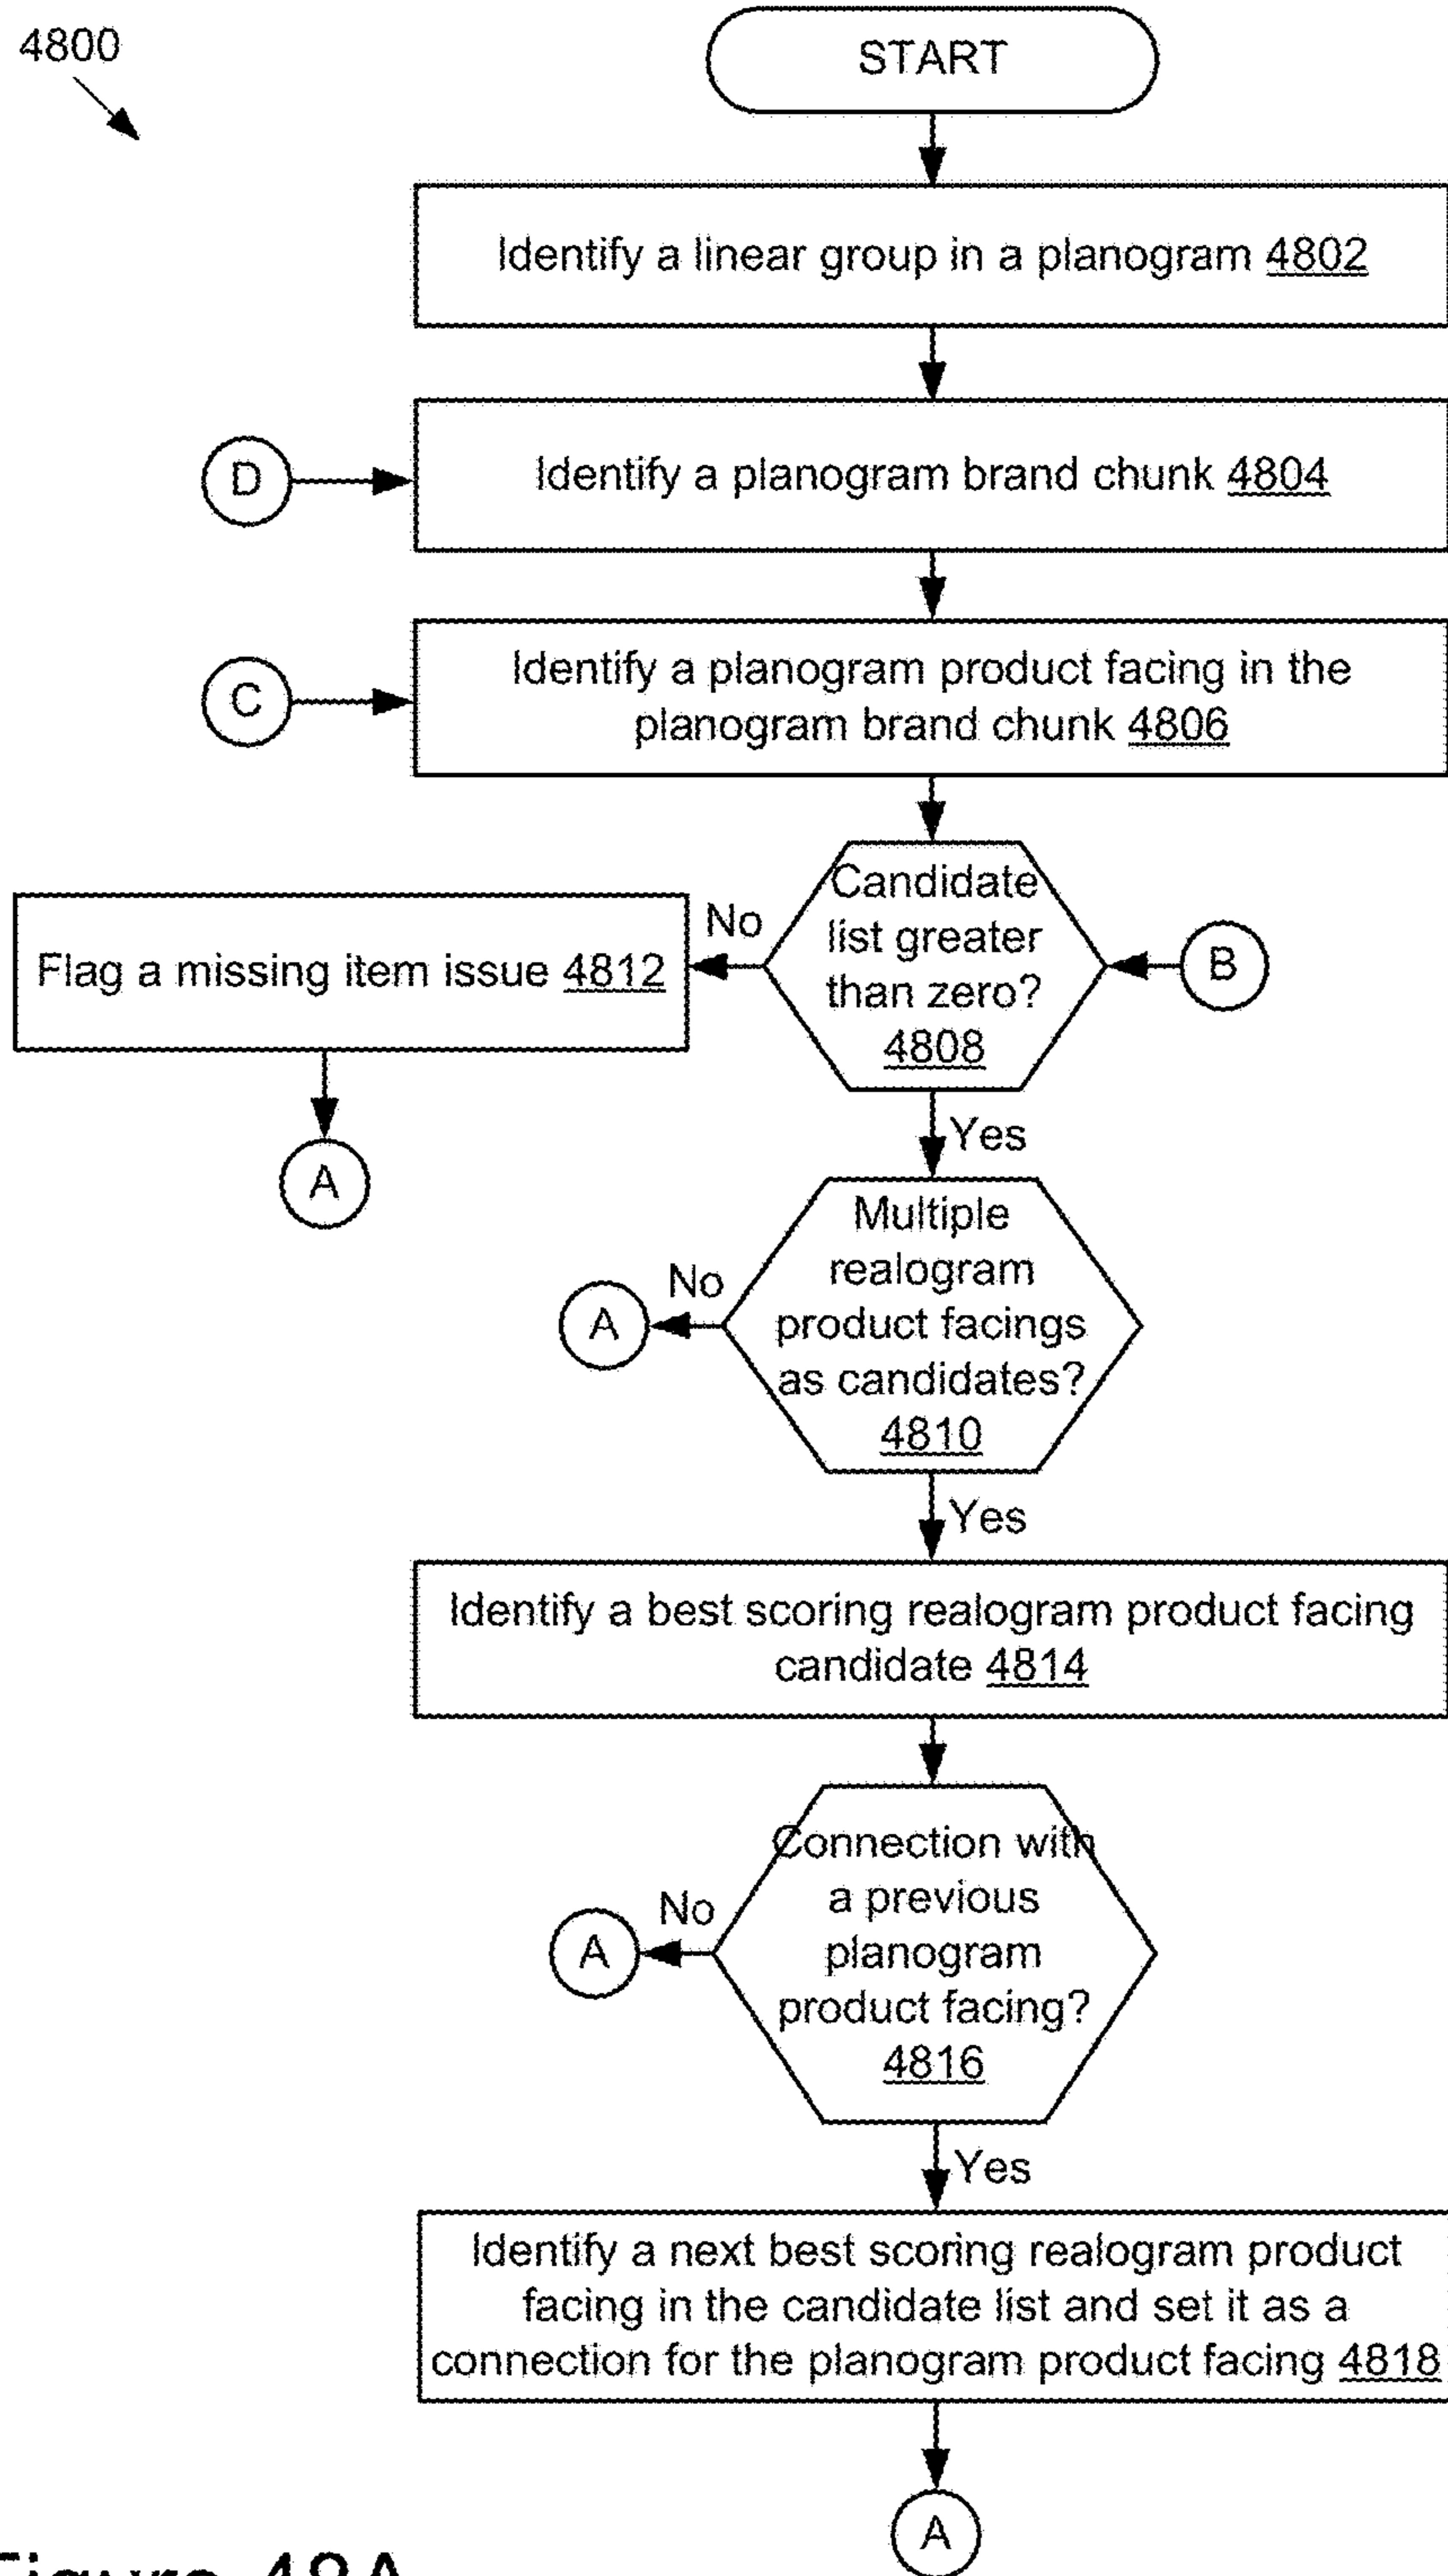 4800
START
Identify a linear group in a planogram 4802
D
Identify a planogram brand chunk 4804
C
Identify a planogram product facing in the
planogram brand chunk 4806
Candidate
list greater
than zero?
4808
B
No
Flag a missing item issue 4812
A
Yes
Multiple
realogram
product facings
as candidates?
4810
No
A
Yes
Identify a best scoring realogram product facing
candidate 4814
Connection with
a previous
planogram
product facing?
4816
No
A
Yes
Identify a next best scoring realogram product
facing in the candidate list and set it as a
connection for the planogram product facing 4818
A
Figure 48A